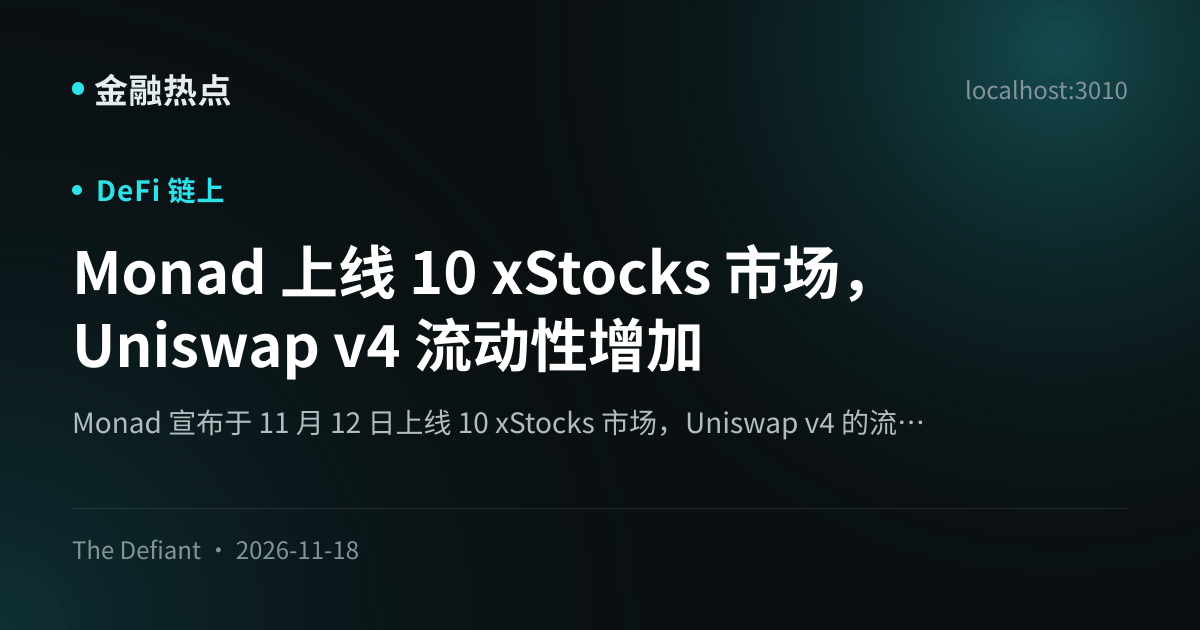 金融热点
localhost:3010
DeFi 链上
Monad 上线 10 xStocks 市场，
Uniswap v4 流动性增加
Monad 宣布于 11 月 12 日上线 10 xStocks 市场，Uniswap v4 的流…
The Defiant · 2026-11-18